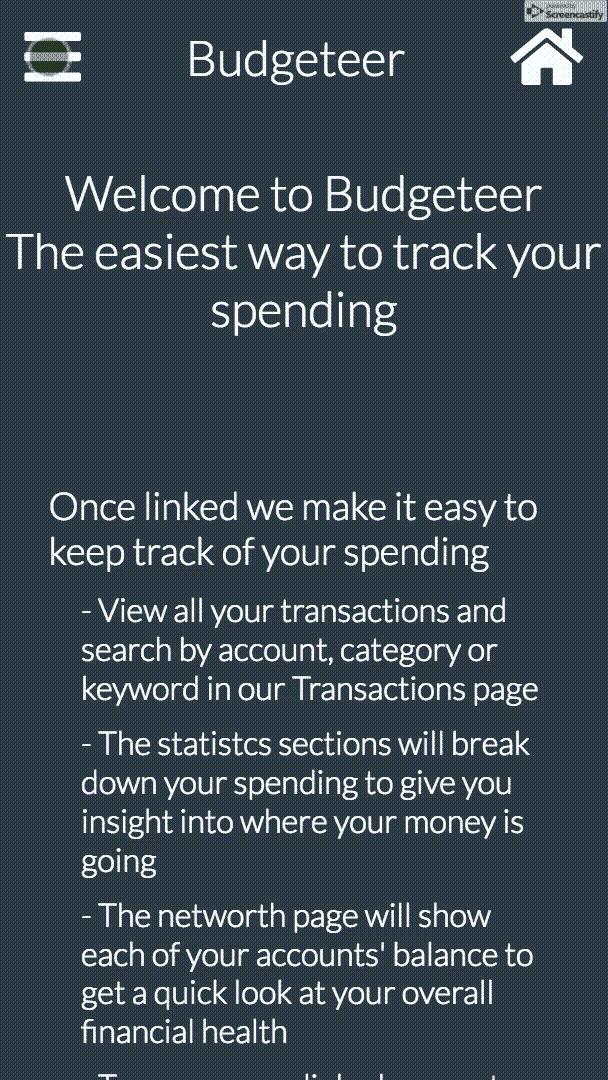 Screencastify
Budgeteer
Welcome to Budgeteer
The easiest way to track your
spending
Once linked we make it easy to
keep track of your spending
- View all your transactions and
search by account, category or
keyword in our Transactions page
- The statistcs sections will break
down your spending to give you
insight into where your money is
going
- The networth page will show
each of your accounts' balance to
get a quick look at your overall
financial health